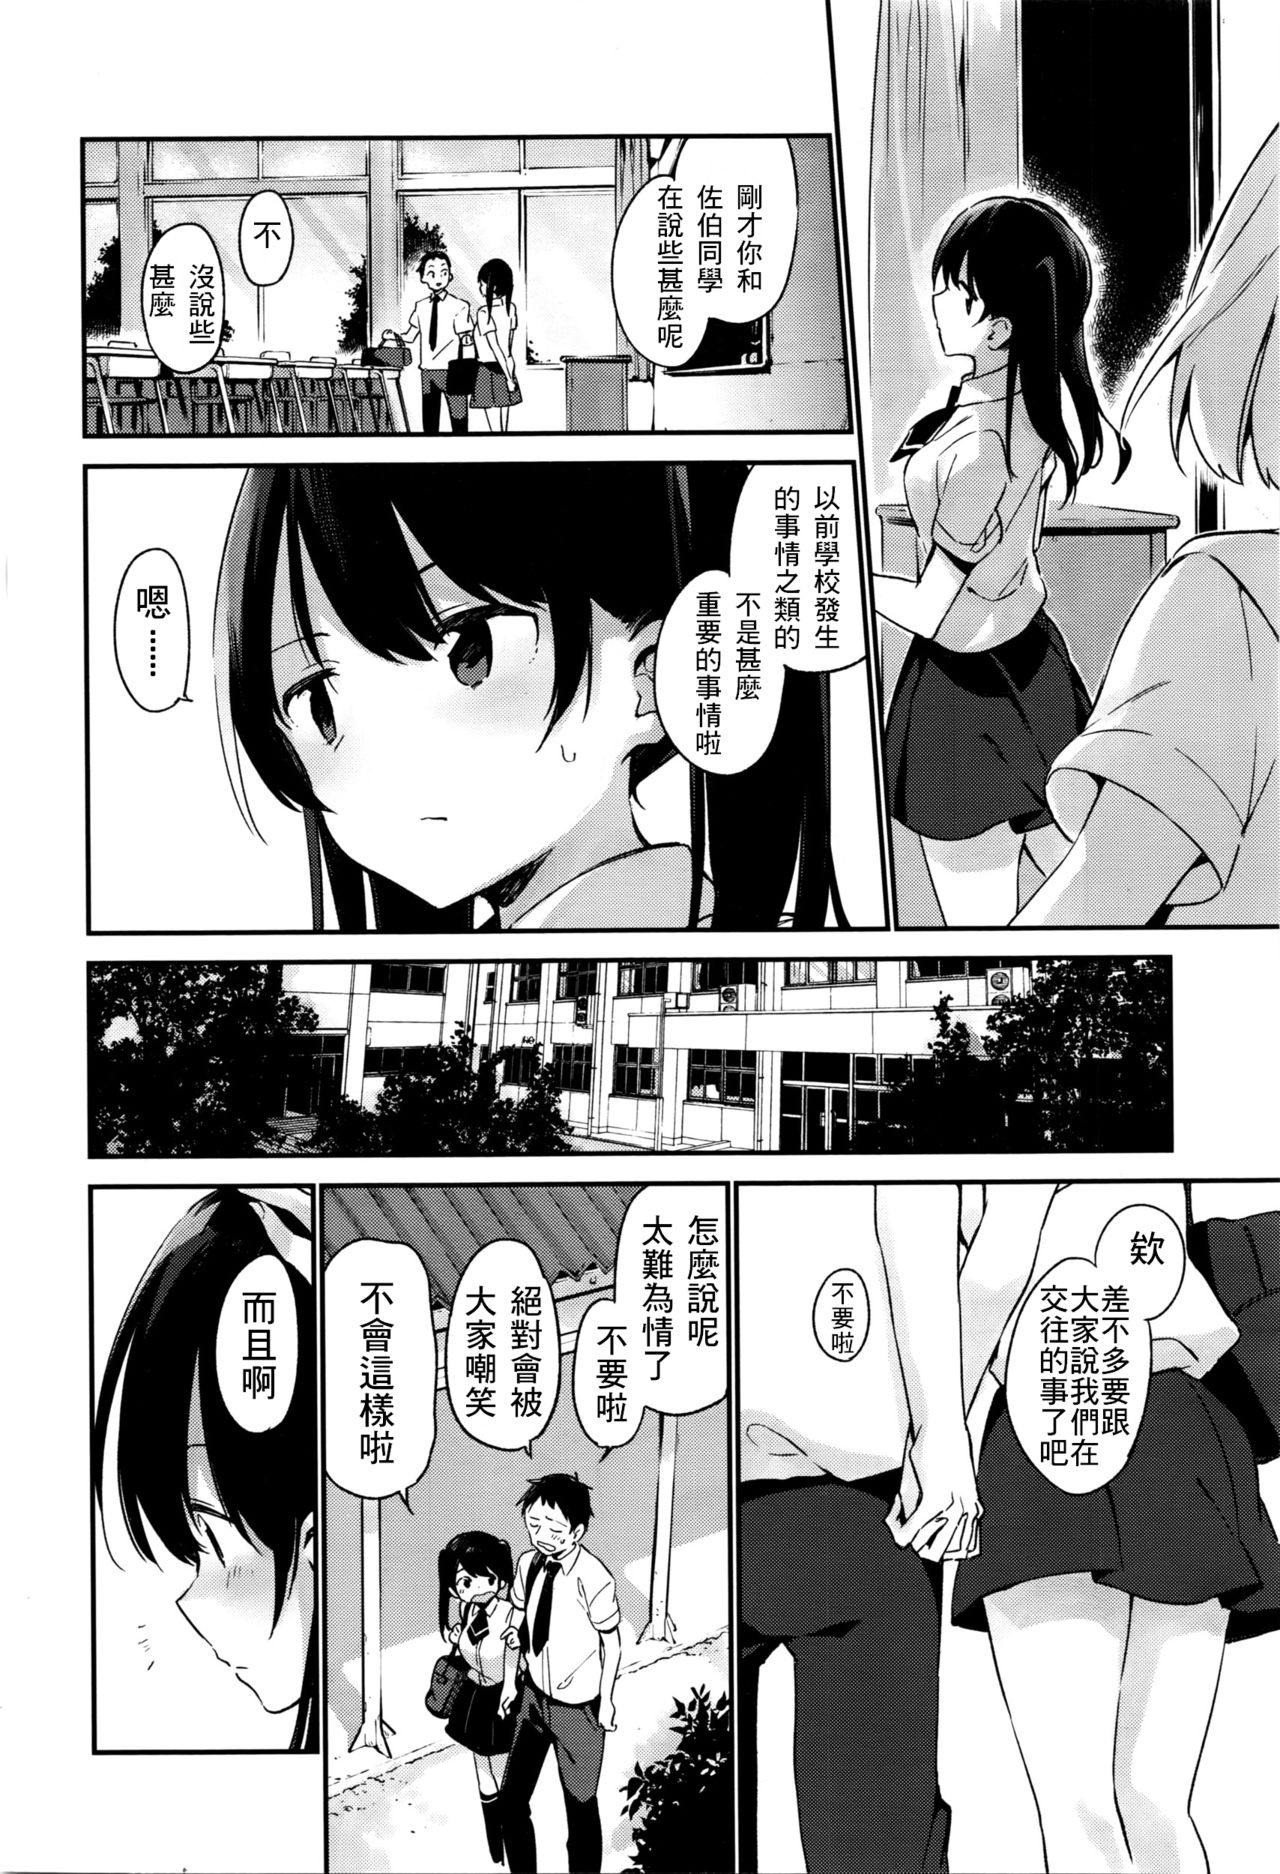 剛才你和
佐伯同學
在說些甚麼呢
不
沒說些
甚麼
以前學校發生
的事情之類的
不是甚麼
重要的事情啦
嗯……
欸
差不多要跟
大家說我們在
交往的事了吧
不要啦
怎麼說呢
太難為情了
不要啦
絕對會被
大家嘲笑
不會這樣啦
而且啊